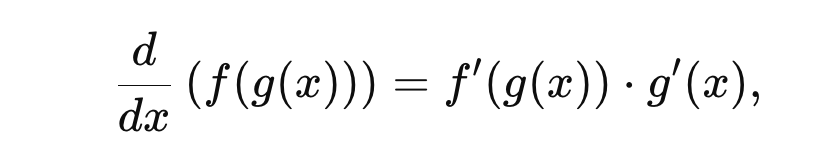 d/dx (f(g(x))) = f′(g(x)) · g′(x),